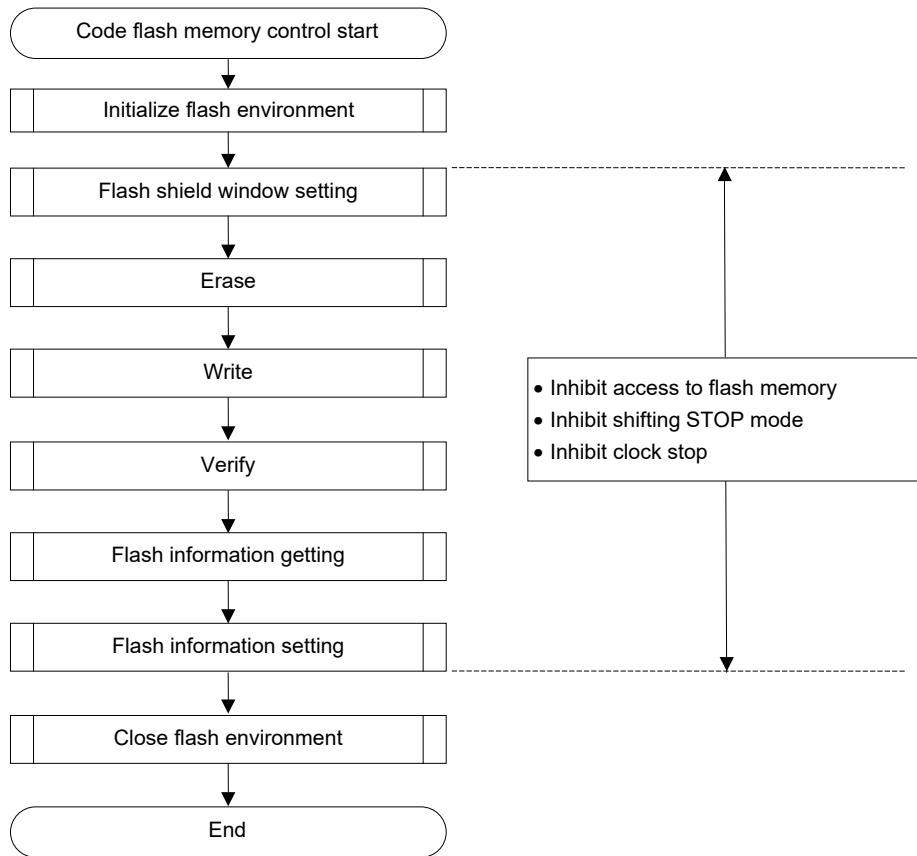 Code flash memory control start
Initialize flash environment
Flash shield window setting
Erase
Write
Verify
Flash information getting
Flash information setting
Close flash environment
End
• Inhibit access to flash memory
• Inhibit shifting STOP mode
• Inhibit clock stop